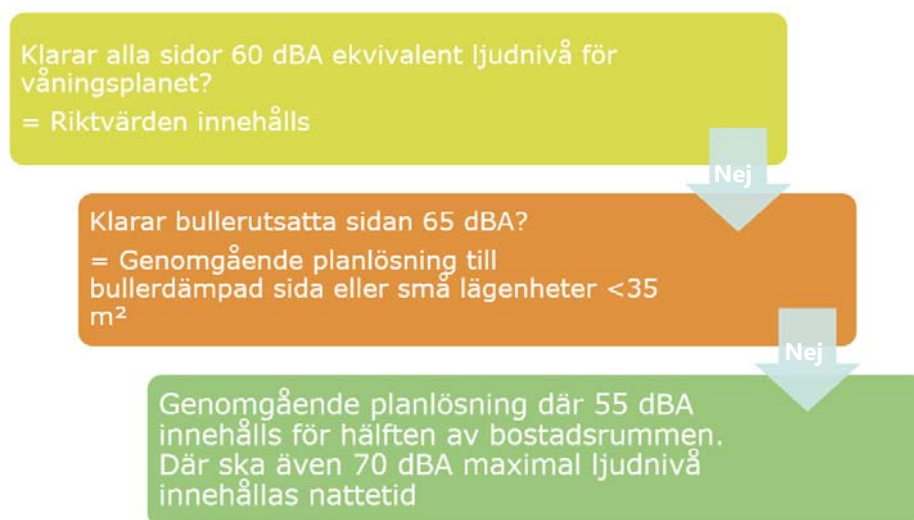 Klarar alla sidor 60 dBA ekvivalent ljudnivå för
våningsplanet?
= Riktvärden innehålls
Nej
Klarar bullerutsatta sidan 65 dBA?
= Genomgående planlösning till
bullerdämpad sida eller små lägenheter <35
m²
Nej
Genomgående planlösning där 55 dBA
innehålls för hälften av bostadsrummen.
Där ska även 70 dBA maximal ljudnivå
innehållas nattetid